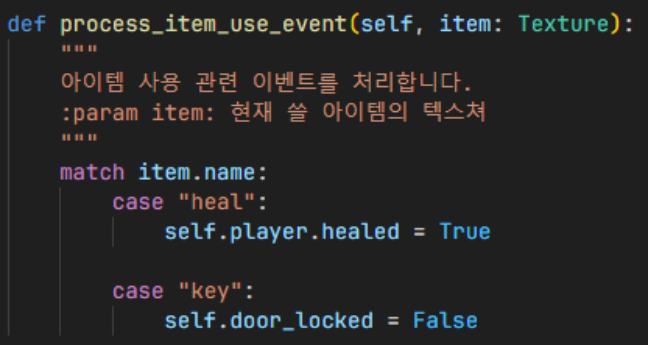 def process_item_use_event(self, item: Texture):
    """
    아이템 사용 관련 이벤트를 처리합니다.
    :param item: 현재 쓸 아이템의 텍스쳐
    """
    match item.name:
        case "heal":
            self.player.healed = True

        case "key":
            self.door_locked = False